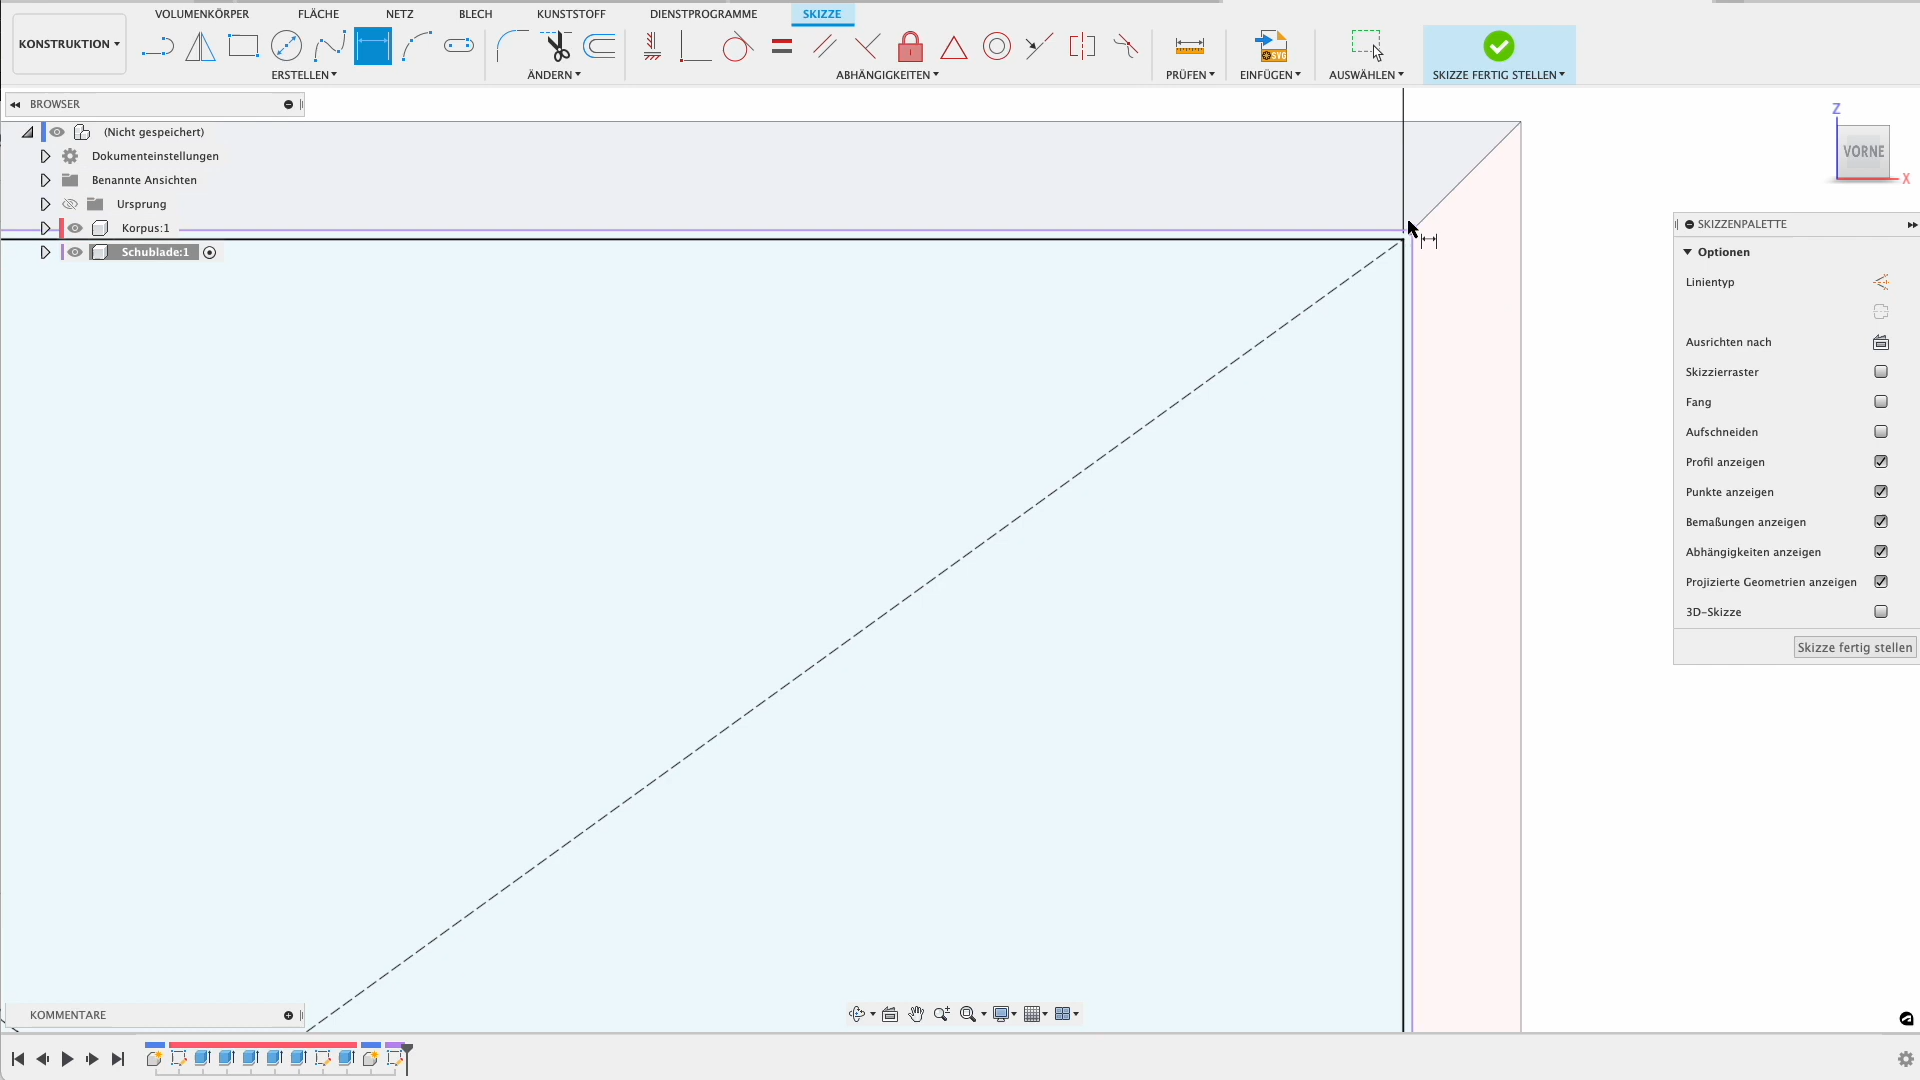 VOLUMENKÖRPER FLÄCHE NETZ BLECH KUNSTSTOFF DIENSTPROGRAMME SKIZZE
KONSTRUKTION
ERSTELLEN ÄNDERN ABHÄNGIGKEITEN PRÜFEN EINFÜGEN AUSWÄHLEN SKIZZE FERTIG STELLEN
SVG
BROWSER
(Nicht gespeichert)
Dokumenteinstellungen
Benannte Ansichten
Ursprung
Korpus:1
Schublade:1
Z
VORNE
X
SKIZZENPALETTE
Optionen
Linientyp
Ausrichten nach
Skizzierraster
Fang
Aufschneiden
Profil anzeigen
Punkte anzeigen
Bemaßungen anzeigen
Abhängigkeiten anzeigen
Projizierte Geometrien anzeigen
3D-Skizze
Skizze fertig stellen
KOMMENTARE